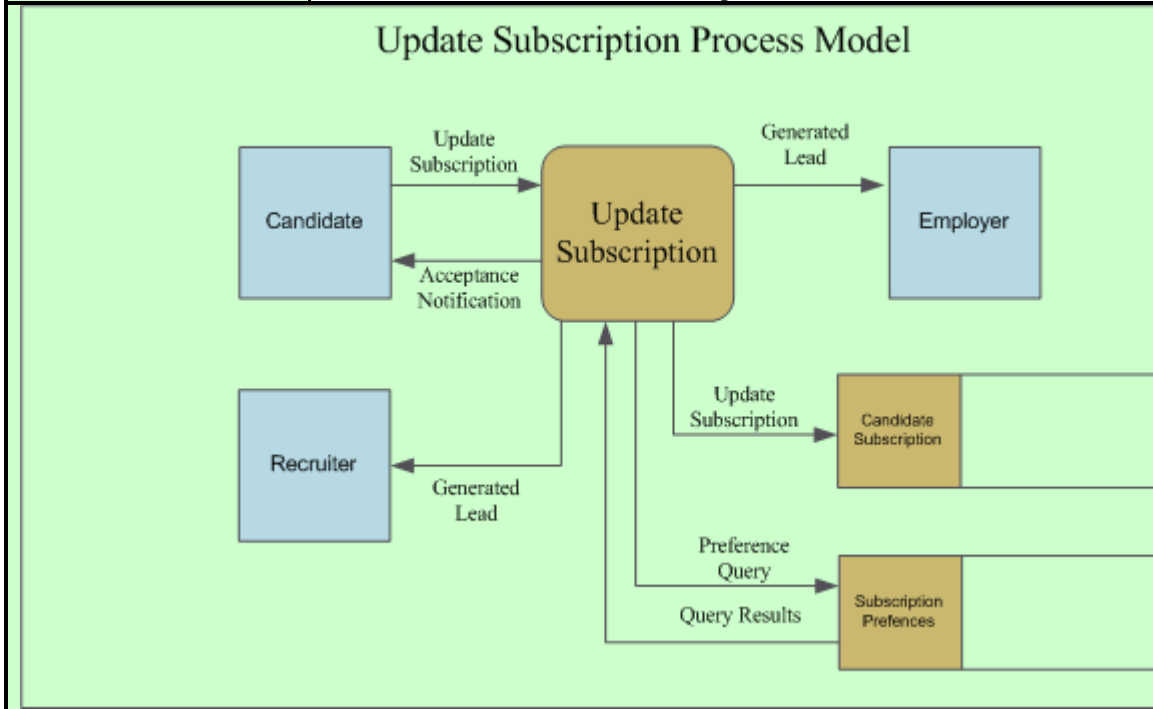 Update Subscription Process Model
Update
Subscription
Generated
Lead
Candidate
Update
Subscription
Employer
Acceptance
Notification
Update
Subscription
Candidate
Subscription
Recruiter
Generated
Lead
Preference
Query
Query Results
Subscription
Prefences